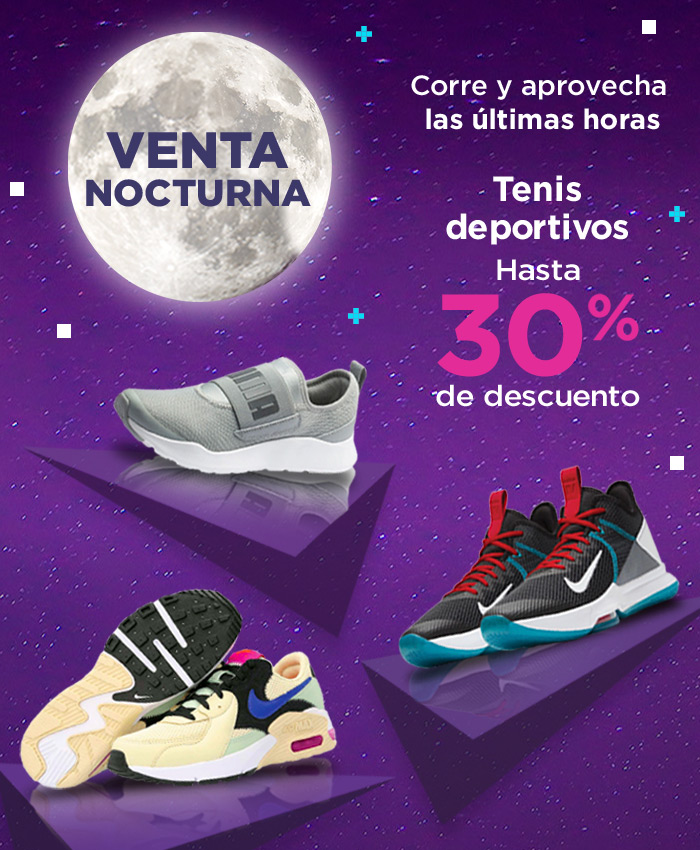 VENTA
NOCTURNA
Corre y aprovecha
las últimas horas
Tenis
deportivos
Hasta
30%
de descuento